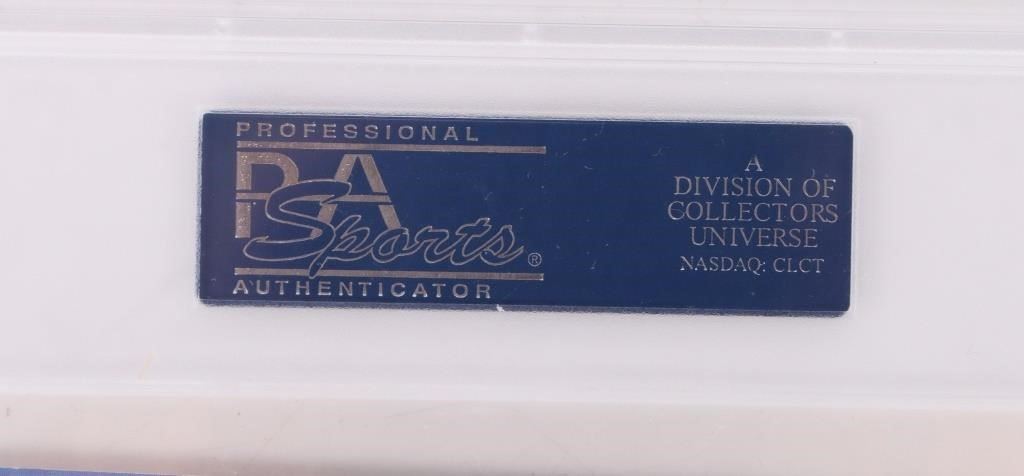 PROFESSIONAL
PSA
Sports®
AUTHENTICATOR
A
DIVISION OF
COLLECTORS
UNIVERSE
NASDAQ: CLCT